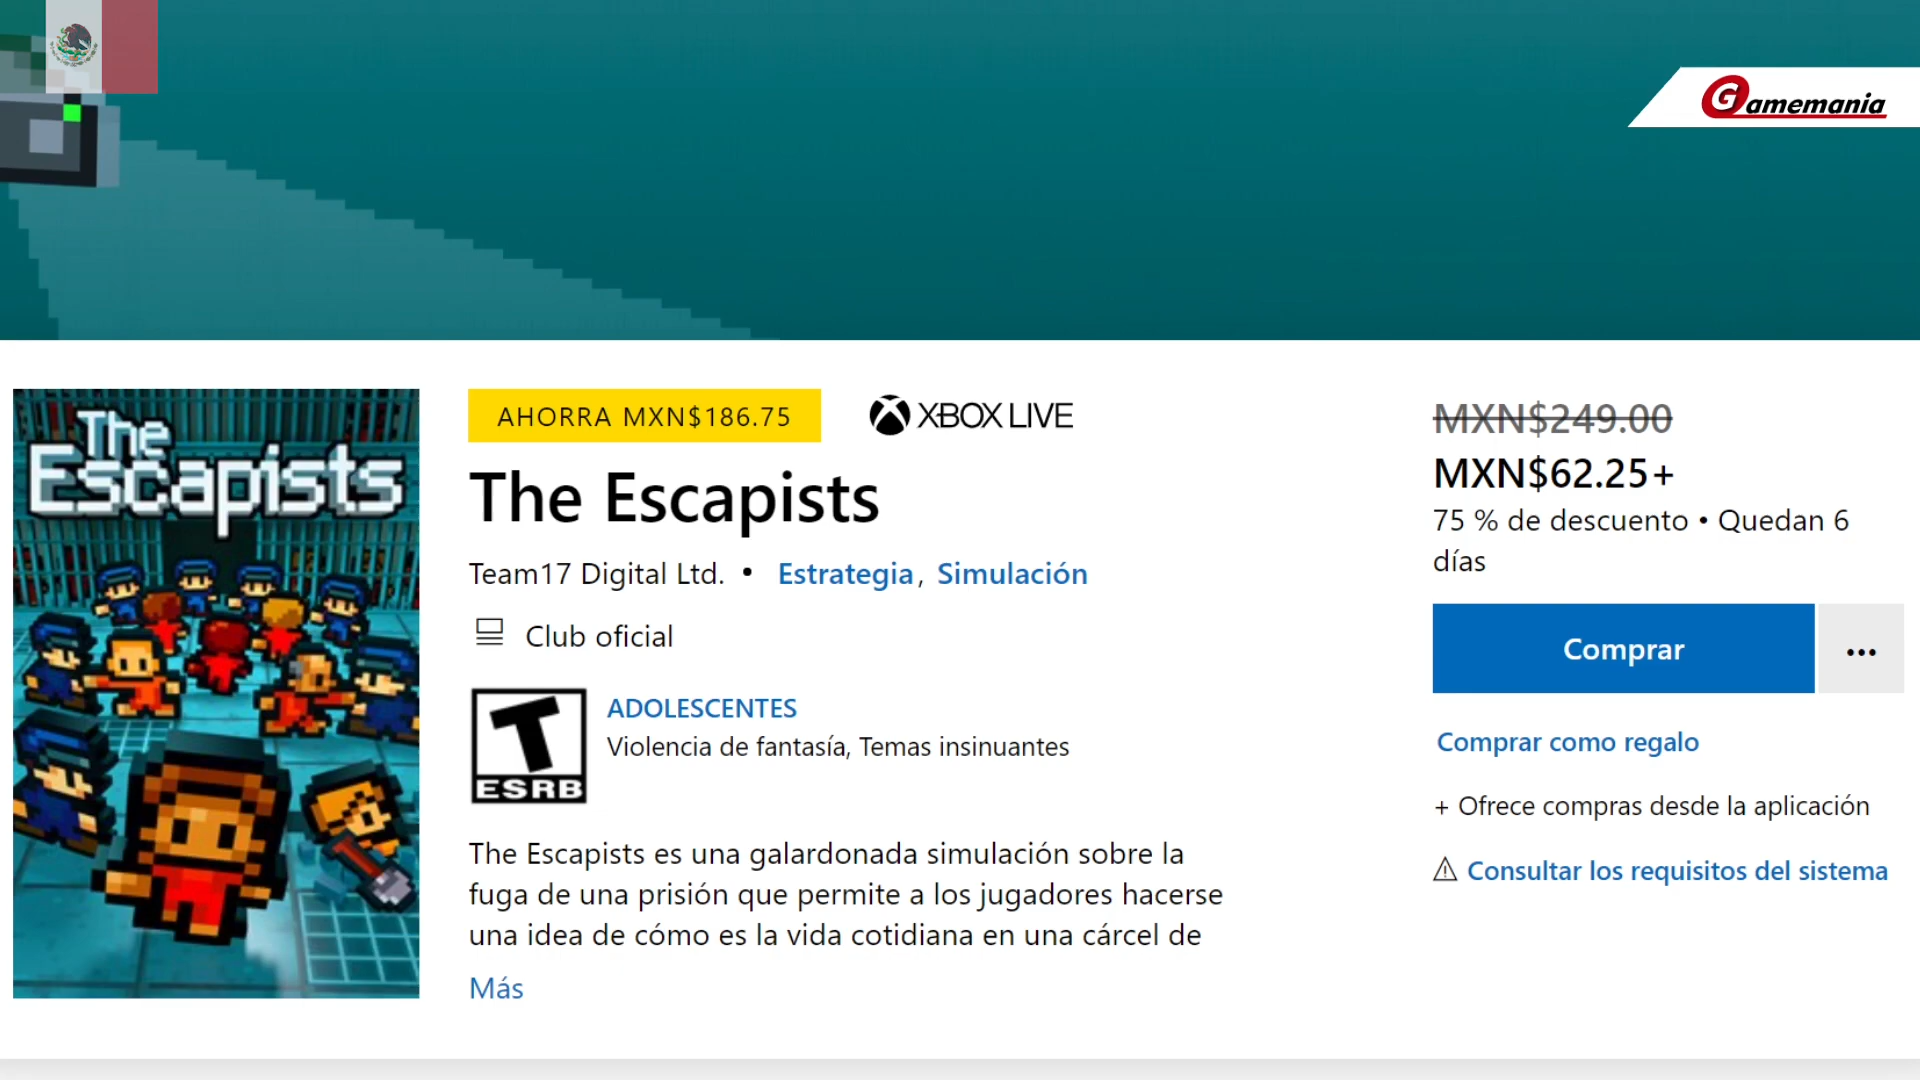 Gamemania
The
Escapists
AHORRA MXN$186.75
XBOX LIVE
The Escapists
Team17 Digital Ltd. • Estrategia, Simulación
Club oficial
T
ESRB
ADOLESCENTES
Violencia de fantasía, Temas insinuantes
The Escapists es una galardonada simulación sobre la
fuga de una prisión que permite a los jugadores hacerse
una idea de cómo es la vida cotidiana en una cárcel de
Más
MXN$249.00
MXN$62.25+
75 % de descuento • Quedan 6
días
Comprar
...
Comprar como regalo
+ Ofrece compras desde la aplicación
Consultar los requisitos del sistema